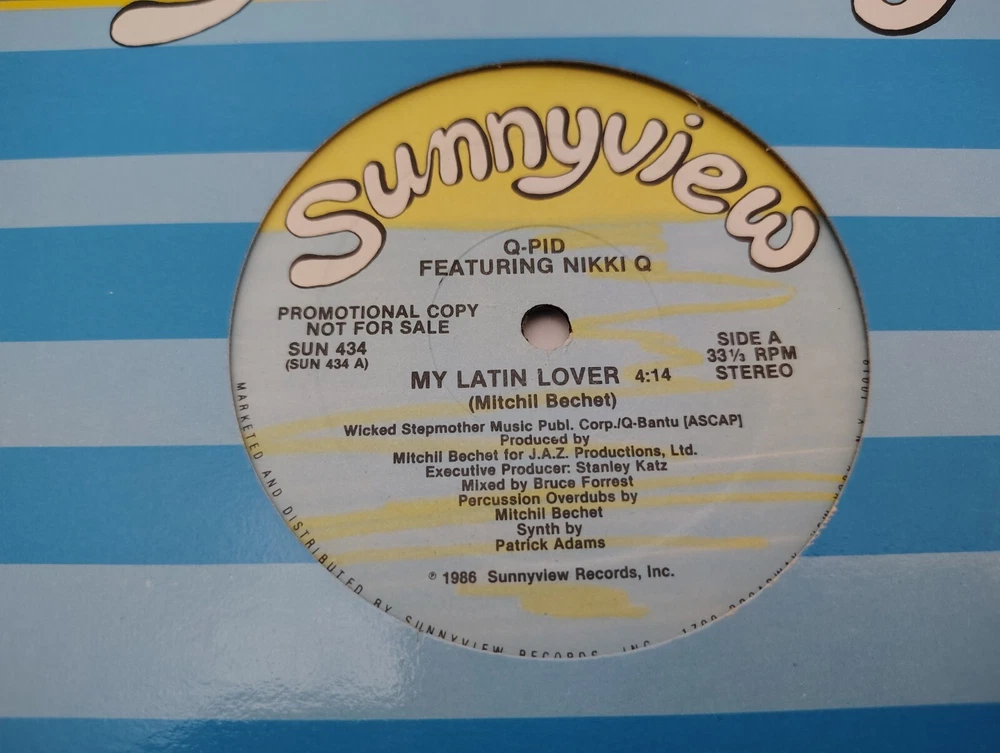 Sunnyview
Q-PID
FEATURING NIKKI Q
PROMOTIONAL COPY
NOT FOR SALE
SUN 434
(SUN 434 A)
SIDE A
33⅓ RPM
STEREO
MY LATIN LOVER 4:14
(Mitchil Bechet)
Wicked Stepmother Music Publ. Corp./Q-Bantu [ASCAP]
Produced by
Mitchil Bechet for J.A.Z. Productions, Ltd.
Executive Producer: Stanley Katz
Mixed by Bruce Forrest
Percussion Overdubs by
Mitchil Bechet
Synth by
Patrick Adams
℗ 1986 Sunnyview Records, Inc.
MARKETED AND DISTRIBUTED BY SUNNYVIEW RECORDS, INC.